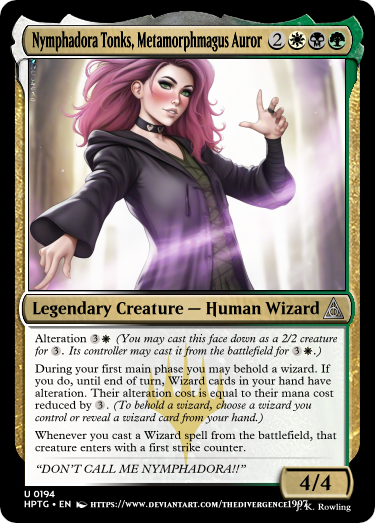 Nymphadora Tonks, Metamorphmagus Auror 2
Legendary Creature — Human Wizard
Alteration 3 (You may cast this face down as a 2/2 creature
for 3. Its controller may cast it from the battlefield for 3.)
During your first main phase you may behold a wizard. If
you do, until end of turn, Wizard cards in your hand have
alteration. Their alteration cost is equal to their mana cost
reduced by 3. (To behold a wizard, choose a wizard you
control or reveal a wizard card from your hand.)
Whenever you cast a Wizard spell from the battlefield, that
creature enters with a first strike counter.
“DON'T CALL ME NYMPHADORA!!”
4/4
U 0194
HPTG • EN HTTPS://WWW.DEVIANTART.COM/THEDIVERGENCE1997
J. K. Rowling